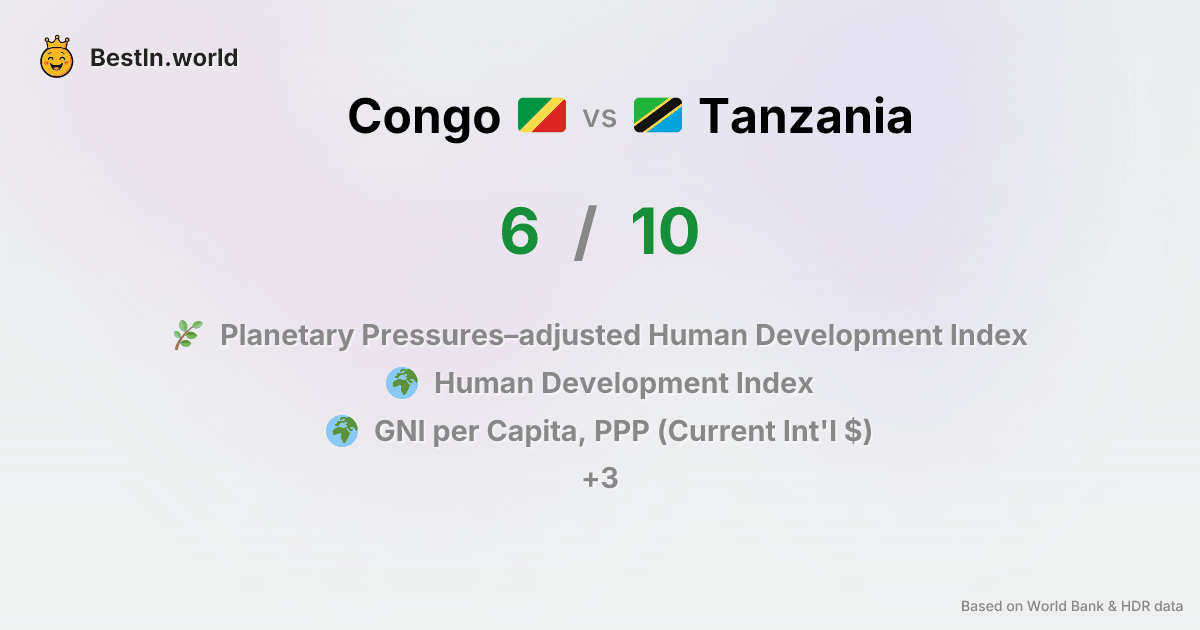 BestIn.world
Congo vs Tanzania
6 / 10
Planetary Pressures–adjusted Human Development Index
Human Development Index
GNI per Capita, PPP (Current Int'l $)
+3
Based on World Bank & HDR data